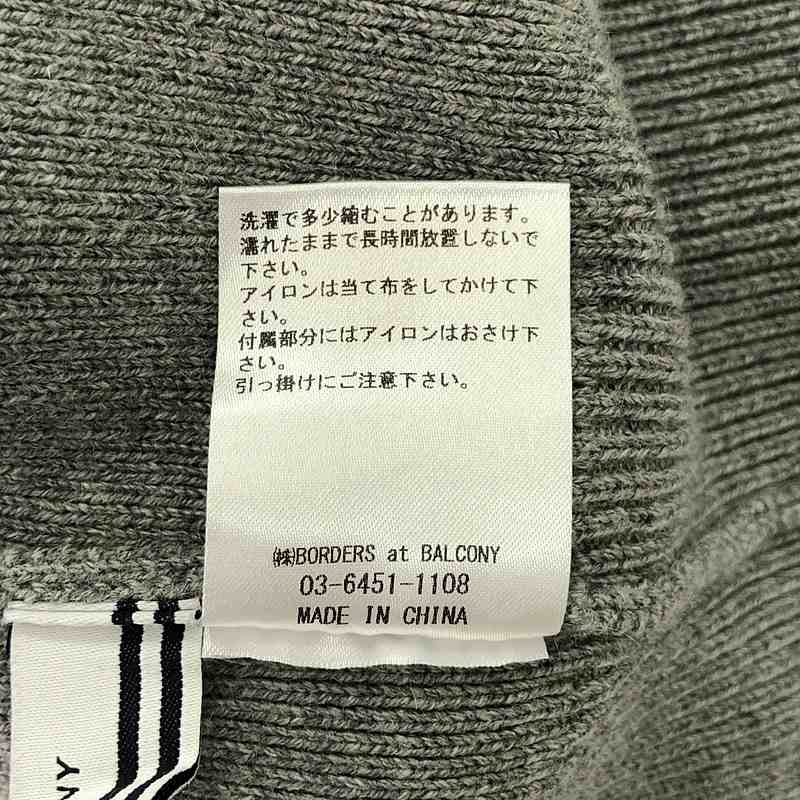 洗濯で多少縮むことがあります。
濡れたままで長時間放置しないで
下さい。
アイロンは当て布をしてかけて下
さい。
付属部分にはアイロンはおさけ下
さい。
引っ掛けにご注意下さい。
㈱BORDERS at BALCONY
03-6451-1108
MADE IN CHINA
NY